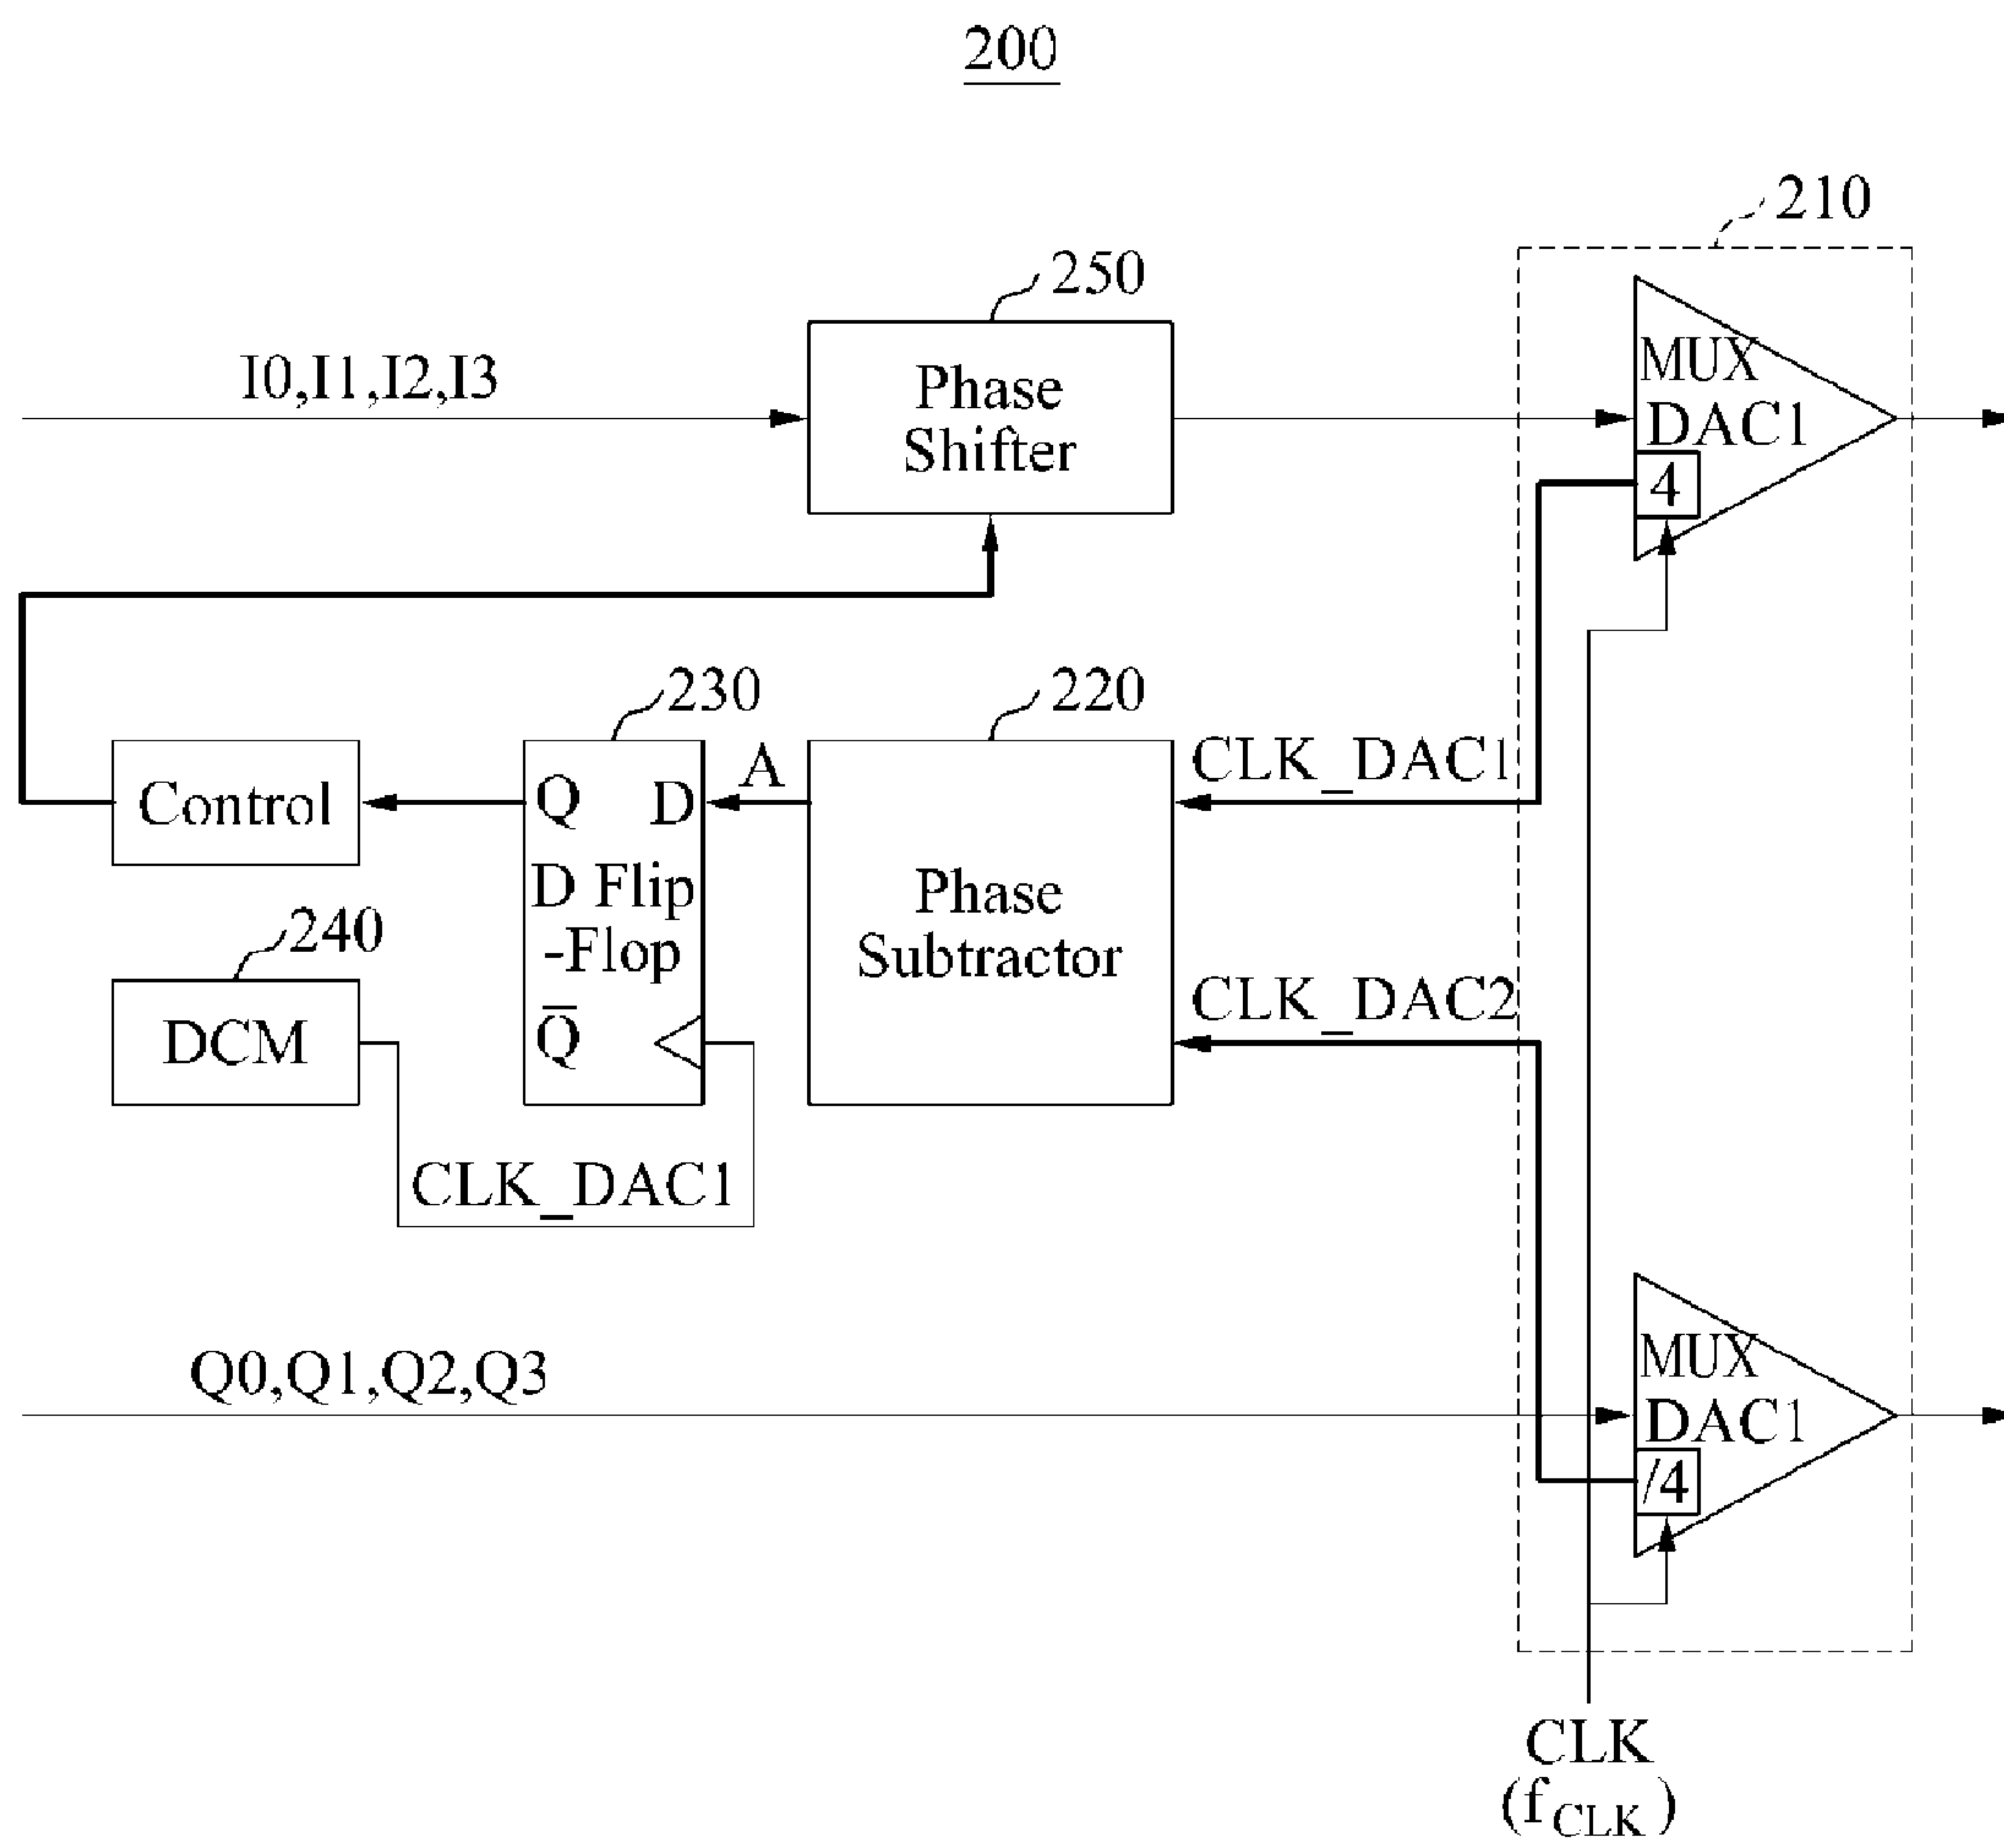 200
210
250
I0,I1,I2,I3
Phase
Shifter
MUX
DAC1
4
230
220
A
CLK_DAC1
Control
Q D
D Flip
-Flop
Q̅
Phase
Subtractor
240
DCM
CLK_DAC2
CLK_DAC1
Q0,Q1,Q2,Q3
MUX
DAC1
/4
CLK
(fCLK)